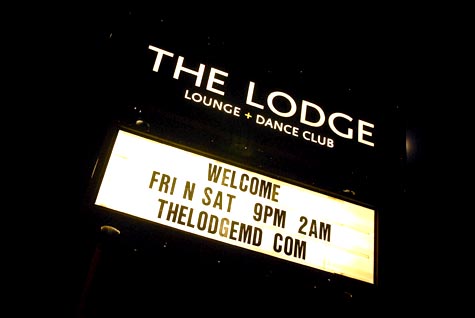 THE LODGE
LOUNGE + DANCE CLUB
WELCOME
FRI N SAT 9PM 2AM
THELODGEMD COM